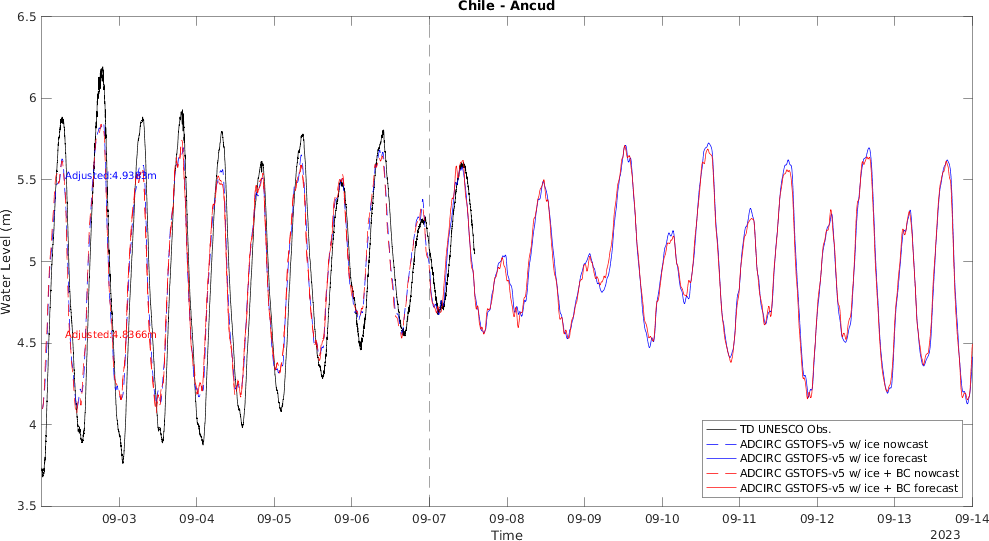 Chile - Ancud
6.5
6
5.5
5
4.5
4
3.5
Water Level (m)
Adjusted:4.9383m
Adjusted:4.8366m
TD UNESCO Obs.
ADCIRC GSTOFS-v5 w/ ice nowcast
ADCIRC GSTOFS-v5 w/ ice forecast
ADCIRC GSTOFS-v5 w/ ice + BC nowcast
ADCIRC GSTOFS-v5 w/ ice + BC forecast
09-03 09-04 09-05 09-06 09-07 09-08 09-09 09-10 09-11 09-12 09-13 09-14
Time
2023